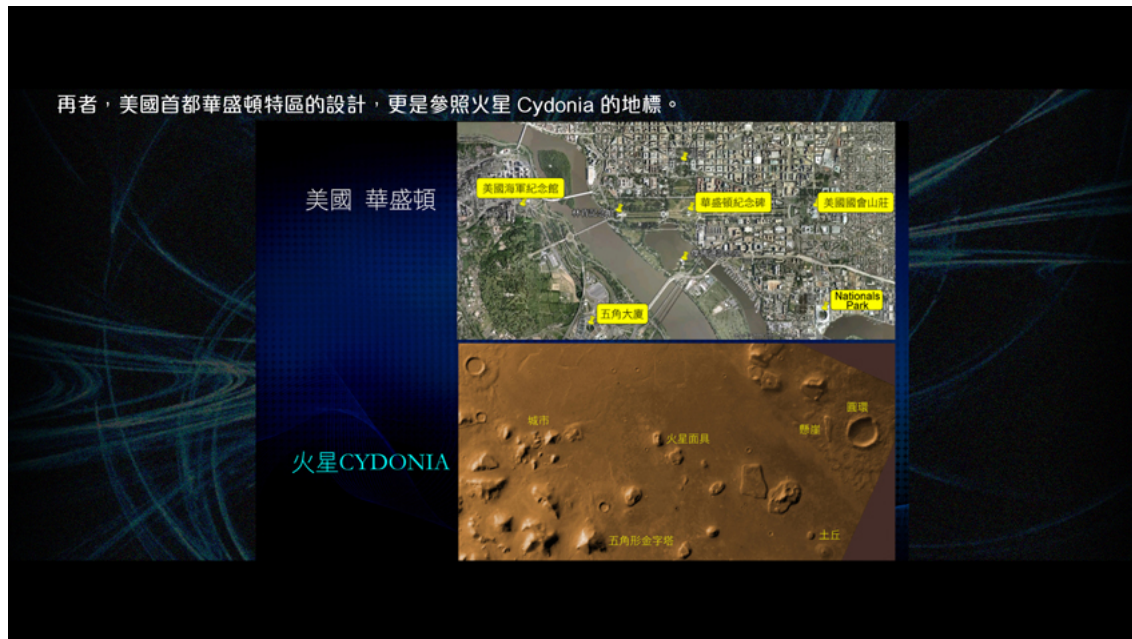 再者，美國首都華盛頓特區的設計，更是參照火星 Cydonia 的地標。
美國 華盛頓
美國海軍紀念館
華盛頓紀念碑
美國國會山莊
五角大廈
Nationals
Park
火星CYDONIA
城市
火星面具
圓環
懸崖
五角形金字塔
土丘